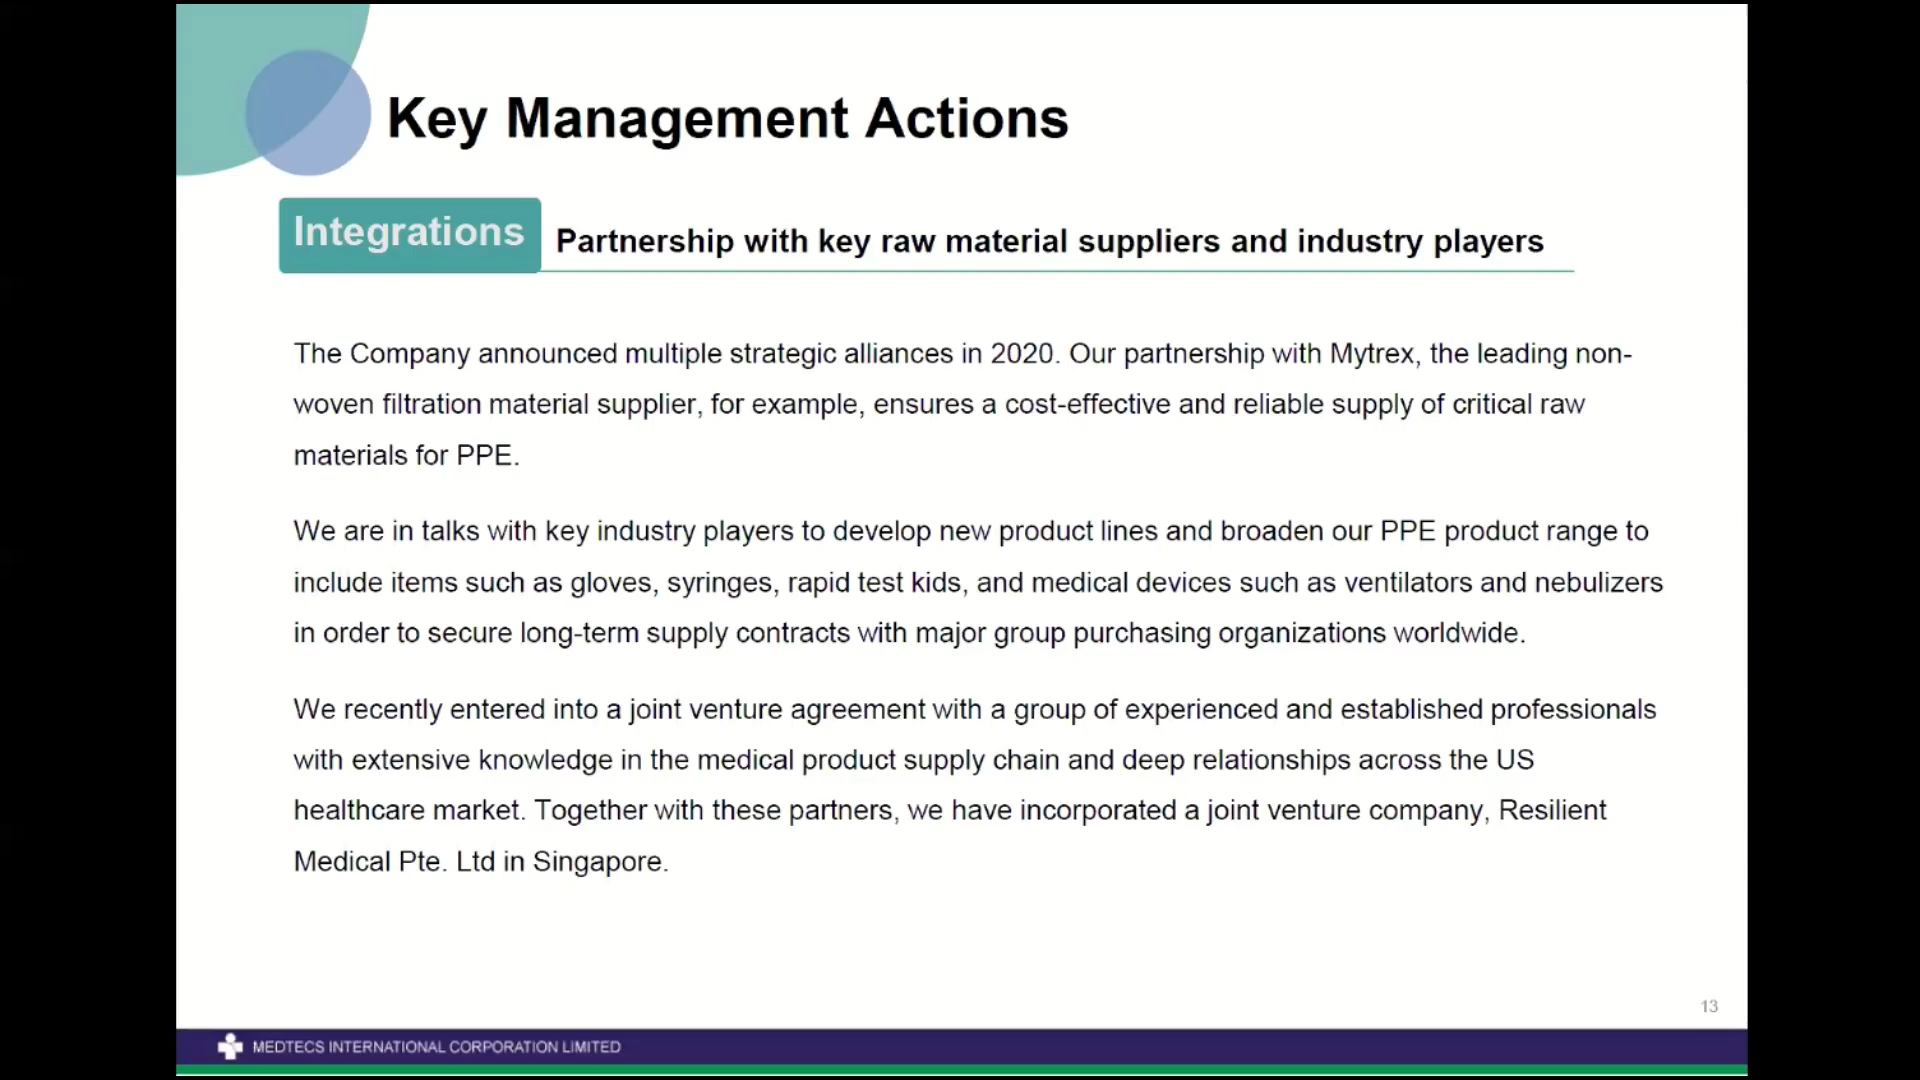 Key Management Actions
Integrations
Partnership with key raw material suppliers and industry players
The Company announced multiple strategic alliances in 2020. Our partnership with Mytrex, the leading non-
woven filtration material supplier, for example, ensures a cost-effective and reliable supply of critical raw
materials for PPE.
We are in talks with key industry players to develop new product lines and broaden our PPE product range to
include items such as gloves, syringes, rapid test kids, and medical devices such as ventilators and nebulizers
in order to secure long-term supply contracts with major group purchasing organizations worldwide.
We recently entered into a joint venture agreement with a group of experienced and established professionals
with extensive knowledge in the medical product supply chain and deep relationships across the US
healthcare market. Together with these partners, we have incorporated a joint venture company, Resilient
Medical Pte. Ltd in Singapore.
13
MEDTECS INTERNATIONAL CORPORATION LIMITED